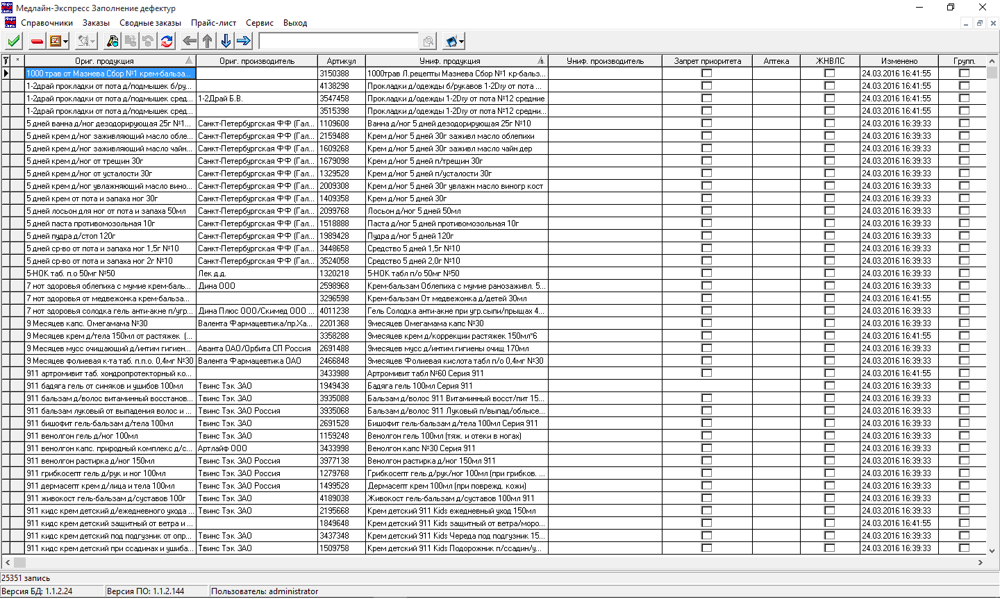 Медлайн-Экспресс Заполнение дефектур
Справочники Заказы Сводные заказы Прайс-лист Сервис Выход
* Ориг. продукция Ориг. производитель Артикул Униф. продукция Униф. производитель Запрет приоритета Аптека ЖНВЛС Изменено Групп.
1000 трав от Мазнева Сбор №1 крем-бальза... 3150388 1000трав Л.рецепты Мазнева Сбор №1 кр-бальз... 24.03.2016 16:41:55
1-2драй прокладки от пота д/подмышек б/ру... 4138298 Прокладки д/одежды б/рукавов 1-2Dry от пота ... 24.03.2016 16:41:55
1-2драй прокладки от пота д/подмышек сред... 1-2Драй Б.В. 3547458 Прокладки д/одежды 1-2Dry от пота №12 средние 24.03.2016 16:41:55
1-2драй прокладки от пота д/подмышек сред... 3515398 Прокладки д/одежды 1-2Dry от пота №12 средни... 24.03.2016 16:41:55
5 дней ванна д/ног дезодорирующая 25г №1... Санкт-Петербургская ФФ (Гал... 1109608 Ванна д/ног 5 дней дезодорирующая 25г №10 24.03.2016 16:39:33
5 дней крем д/ног заживляющий масло обле... Санкт-Петербургская ФФ (Гал... 2159488 Крем д/ног 5 дней 30г заживл масло облепихи 24.03.2016 16:39:33
5 дней крем д/ног заживляющий масло чайн... Санкт-Петербургская ФФ (Гал... 1609268 Крем д/ног 5 дней 30г заживл масло чайн дер 24.03.2016 16:39:33
5 дней крем д/ног от трещин 30г Санкт-Петербургская ФФ (Гал... 1679098 Крем д/ног 5 дней п/трещин 30г 24.03.2016 16:39:33
5 дней крем д/ног от усталости 30г Санкт-Петербургская ФФ (Гал... 1329528 Крем д/ног 5 дней п/усталости 30г 24.03.2016 16:39:33
5 дней крем д/ног увлажняющий масло вино... Санкт-Петербургская ФФ (Гал... 2009308 Крем д/ног 5 дней 30г увлажн масло виногр кост 24.03.2016 16:39:33
5 дней крем от пота и запаха ног 30г Санкт-Петербургская ФФ (Гал... 1409358 Крем д/ног 5 дней 30г 24.03.2016 16:39:33
5 дней лосьон для ног от пота и запаха 50мл Санкт-Петербургская ФФ (Гал... 2099768 Лосьон д/ног 5 дней 50мл 24.03.2016 16:39:33
5 дней паста противомозольная 10г Санкт-Петербургская ФФ (Гал... 1518888 Паста д/ног 5 дней противомозольная 10г 24.03.2016 16:39:33
5 дней пудра д/стоп 120г Санкт-Петербургская ФФ (Гал... 1989428 Пудра д/ног 5 дней 120г 24.03.2016 16:39:33
5 дней ср-во от пота и запаха ног 1,5г №10 Санкт-Петербургская ФФ (Гал... 3448658 Средство 5 дней 1,5г №10 24.03.2016 16:39:33
5 дней ср-во от пота и запаха ног 2г №10 Санкт-Петербургская ФФ (Гал... 3524058 Средство 5 дней 2,0г №10 24.03.2016 16:39:33
5-НОК таб. п.о 50мг №50 Лек д.д. 1320218 5-НОК табл п/о 50мг №50 24.03.2016 16:39:33
7 нот здоровья облепиха с мумие крем-баль... Дина ООО 2598968 Крем-бальзам Облепиха с мумие ранозаживл. 5... 24.03.2016 16:39:33
7 нот здоровья от медвежонка крем-бальза... 3296598 Крем-бальзам От медвежонка д/детей 30мл 24.03.2016 16:41:55
7 нот здоровья солодка гель анти-акне п/угр... Дина Плюс ООО/Скимед ООО ... 4011238 Гель Солодка анти-акне при угр.сыпи/прыщах 4... 24.03.2016 16:39:33
9 Месяцев капс. Омегамама №30 Валента Фармацевтика/пр.Ха... 2201368 9месяцев Омегамама капс №30 24.03.2016 16:39:33
9 Месяцев крем д/тела 150мл от растяжек (... 3358288 9месяцев крем д/коррекции растяжек 150мл*6 24.03.2016 16:41:55
9 Месяцев мусс очищающий д/интим гигиен... Аванта ОАО/Орбита СП Россия 2691488 9месяцев мусс д/интим.гигиены очищ 170мл 24.03.2016 16:39:33
9 Месяцев Фолиевая к-та таб. п.п.о. 0,4мг №30 Валента Фармацевтика ОАО 2466848 9месяцев Фолиевая кислота табл п/о 0,4мг №30 24.03.2016 16:39:33
911 артромивит таб. хондропротекторный ко... 3433988 Артромивит табл №60 Серия 911 24.03.2016 16:41:55
911 бадяга гель от синяков и ушибов 100мл Твинс Тэк ЗАО 1949438 Бадяга гель 100мл Серия 911 24.03.2016 16:39:33
911 бальзам д/волос витаминный восстанов... Твинс Тэк ЗАО 3935088 Бальзам д/волос 911 Витаминный восст/пит 15... 24.03.2016 16:39:33
911 бальзам луковый от выпадения волос и ... Твинс Тэк ЗАО Россия 3935068 Бальзам д/волос 911 Луковый п/выпад/облысе... 24.03.2016 16:39:33
911 бишофит гель-бальзам д/тела 100мл Твинс Тэк ЗАО 2691528 Бишофит гель-бальзам д/тела 100мл Серия 911 24.03.2016 16:39:33
911 венолгон гель д/ног 100мл Твинс Тэк ЗАО 1159248 Венолгон гель 100мл (тяж. и отеки в ногах) 24.03.2016 16:39:33
911 венолгон капс. природный комплекс д/с... Артлайф ООО 3433998 Венолгон капс №30 Серия 911 24.03.2016 16:39:33
911 венолгон растирка д/ног 150мл Твинс Тэк ЗАО Россия 3977138 Венолгон растирка д/ног 150мл 911 24.03.2016 16:39:33
911 грибкосепт гель д/рук и ног 100мл Твинс Тэк ЗАО Россия 1279768 Грибкосепт гель д/рук/ног 100мл (при грибков. ... 24.03.2016 16:39:33
911 дермасепт крем д/лица и тела 100мл Твинс Тэк ЗАО Россия 1499528 Дермасепт крем 100мл (при поврежд. кожи) 24.03.2016 16:39:33
911 живокост гель-бальзам д/суставов 100г Твинс Тэк ЗАО 4189038 Живокост гель-бальзам д/суставов 100мл 911 24.03.2016 16:39:33
911 кидс крем детский д/ежедневного ухода ... Твинс Тэк ЗАО 2195668 Крем детский 911 Kids ежедневный уход 150мл 24.03.2016 16:39:33
911 кидс крем детский защитный от ветра и ... 1849648 Крем детский 911 Kids защитный от ветра/моро... 24.03.2016 16:41:55
911 кидс крем детский под подгузник от опр... Твинс Тэк ЗАО 3437348 Крем детский 911 Kids Череда под подгузник 15... 24.03.2016 16:39:33
911 кидс крем детский при ссадинах и ушиба... Твинс Тэк ЗАО 1509758 Крем детский 911 Kids Подорожник п/ссадин/у... 24.03.2016 16:39:33
25351 запись
Версия БД: 1.1.2.24 Версия ПО: 1.1.2.144 Пользователь: administrator